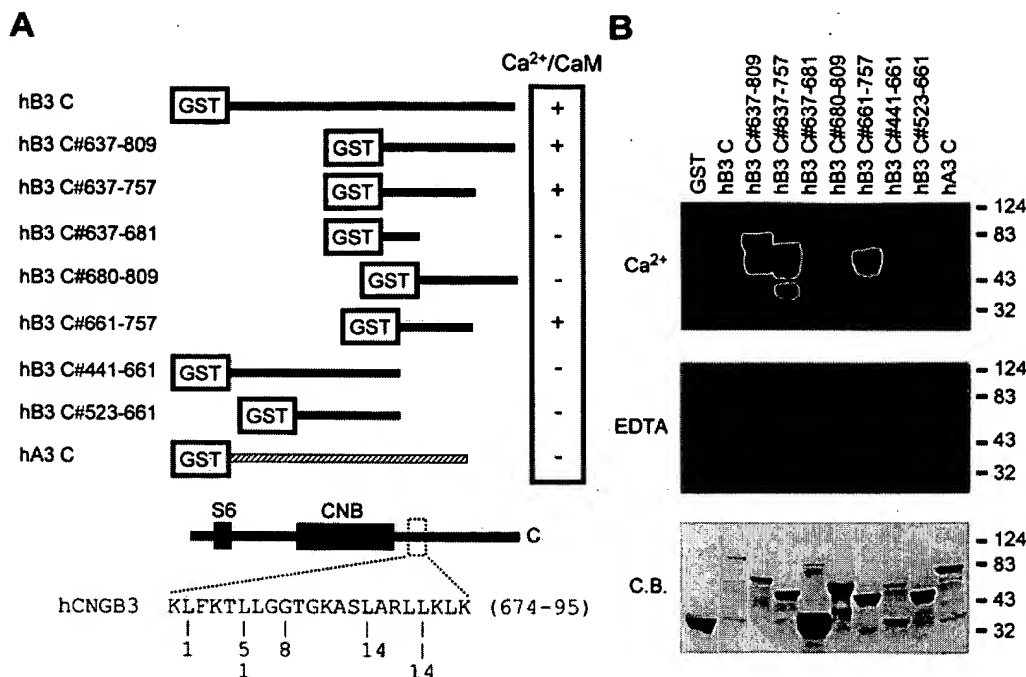 A
Ca²⁺/CaM
hB3 C
GST
+
hB3 C#637-809
GST
+
hB3 C#637-757
GST
+
hB3 C#637-681
GST
-
hB3 C#680-809
GST
-
hB3 C#661-757
GST
+
hB3 C#441-661
GST
-
hB3 C#523-661
GST
-
hA3 C
GST
-
S6
CNB
C
hCNGB3 KLFKTLLGGTGKASLARLLKLK (674-95)
1 5 8 14
1 14
B
GST
hB3 C
hB3 C#637-809
hB3 C#637-757
hB3 C#637-681
hB3 C#680-809
hB3 C#661-757
hB3 C#441-661
hB3 C#523-661
hA3 C
Ca²⁺
- 124
- 83
- 43
- 32
EDTA
- 124
- 83
- 43
- 32
C.B.
- 124
- 83
- 43
- 32